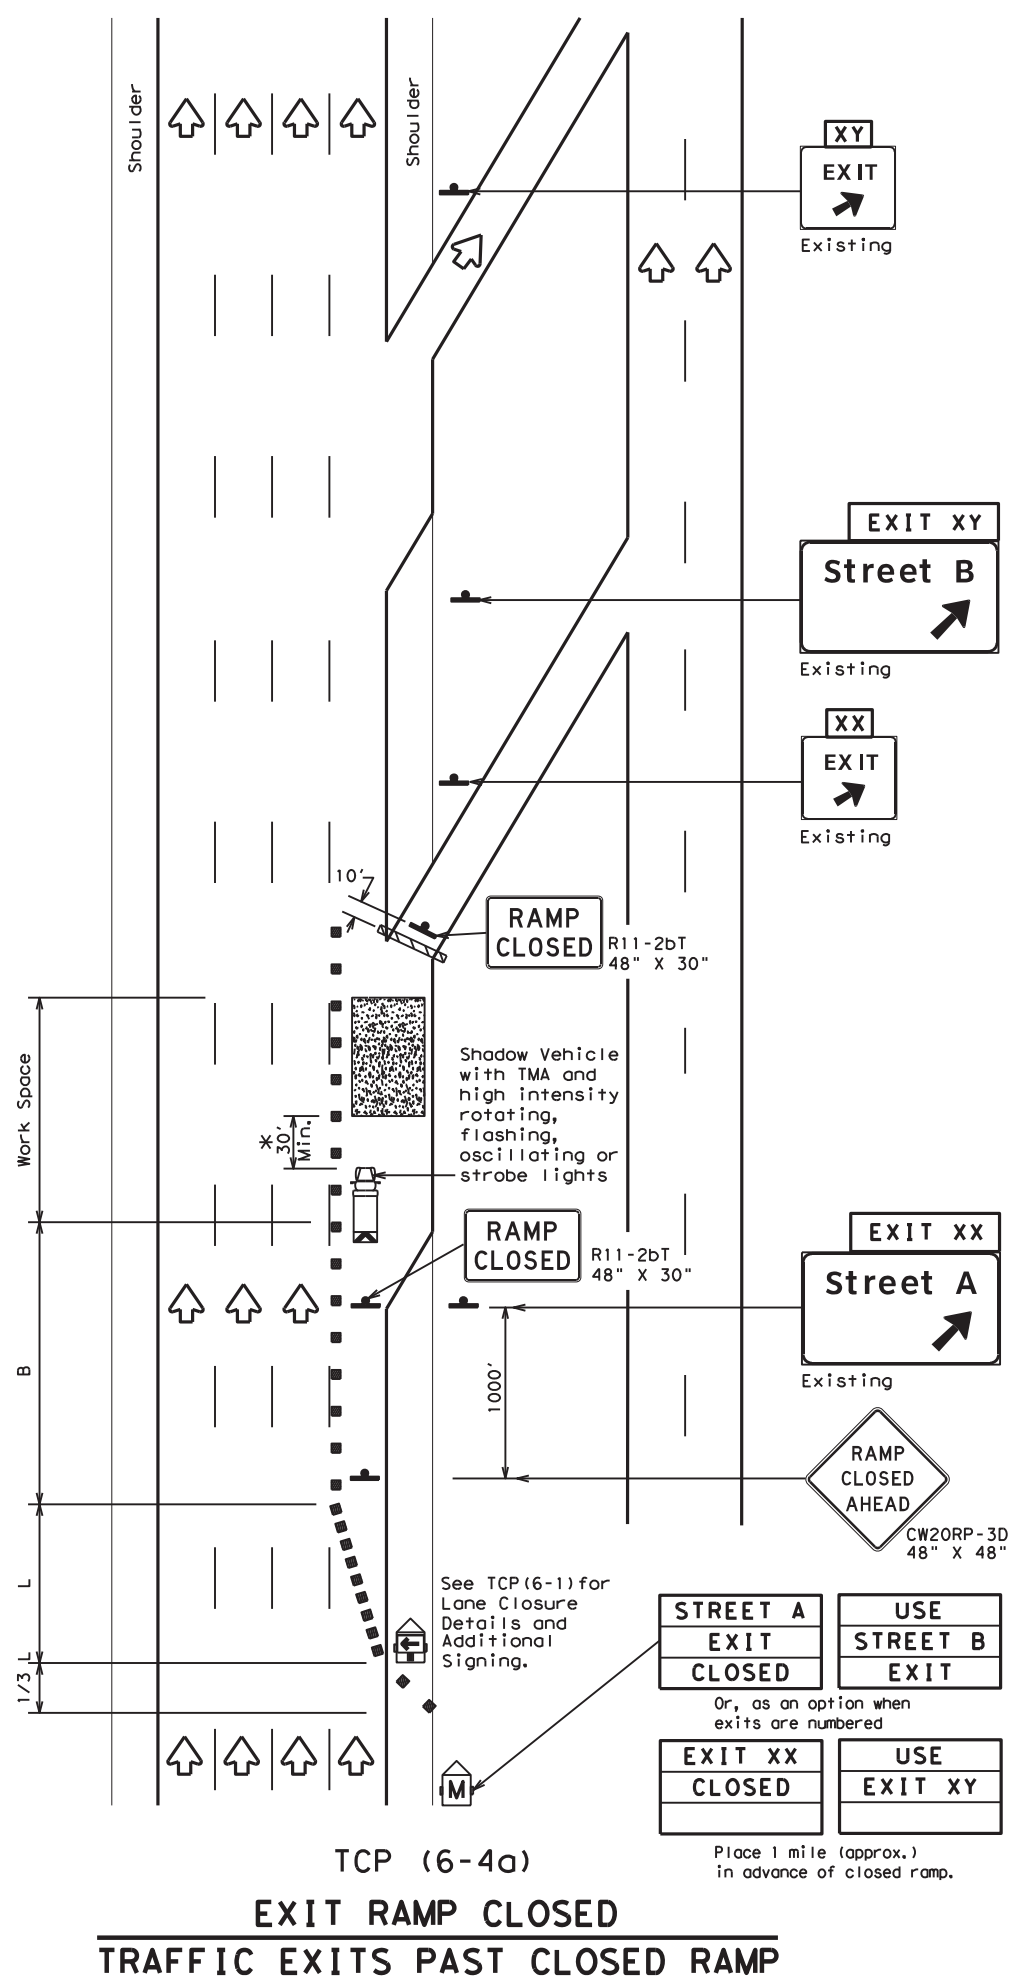 Shoulder
Shoulder
XY
EXIT
Existing
EXIT XY
Street B
Existing
XX
EXIT
Existing
10'
RAMP
CLOSED
R11-2bT
48" X 30"
Work Space
*
30'
Min.
Shadow Vehicle
with TMA and
high intensity
rotating,
flashing,
oscillating or
strobe lights
RAMP
CLOSED
R11-2bT
48" X 30"
EXIT XX
Street A
Existing
B
1000'
RAMP
CLOSED
AHEAD
CW20RP-3D
48" X 48"
L
1/3 L
See TCP(6-1)for
Lane Closure
Details and
Additional
Signing.
STREET A
EXIT
CLOSED
USE
STREET B
EXIT
Or, as an option when
exits are numbered
EXIT XX
CLOSED
USE
EXIT XY
M
Place 1 mile (approx.)
in advance of closed ramp.
TCP (6-4a)
EXIT RAMP CLOSED
TRAFFIC EXITS PAST CLOSED RAMP